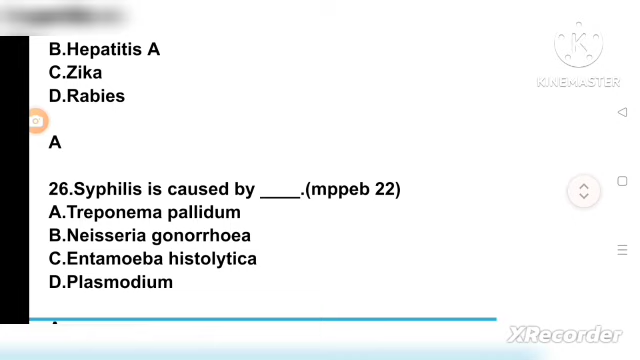 B.Hepatitis A
C.Zika
D.Rabies
A
26.Syphilis is caused by ____.(mppeb 22)
A.Treponema pallidum
B.Neisseria gonorrhoea
C.Entamoeba histolytica
D.Plasmodium
K
KINEMASTER
XRecorder